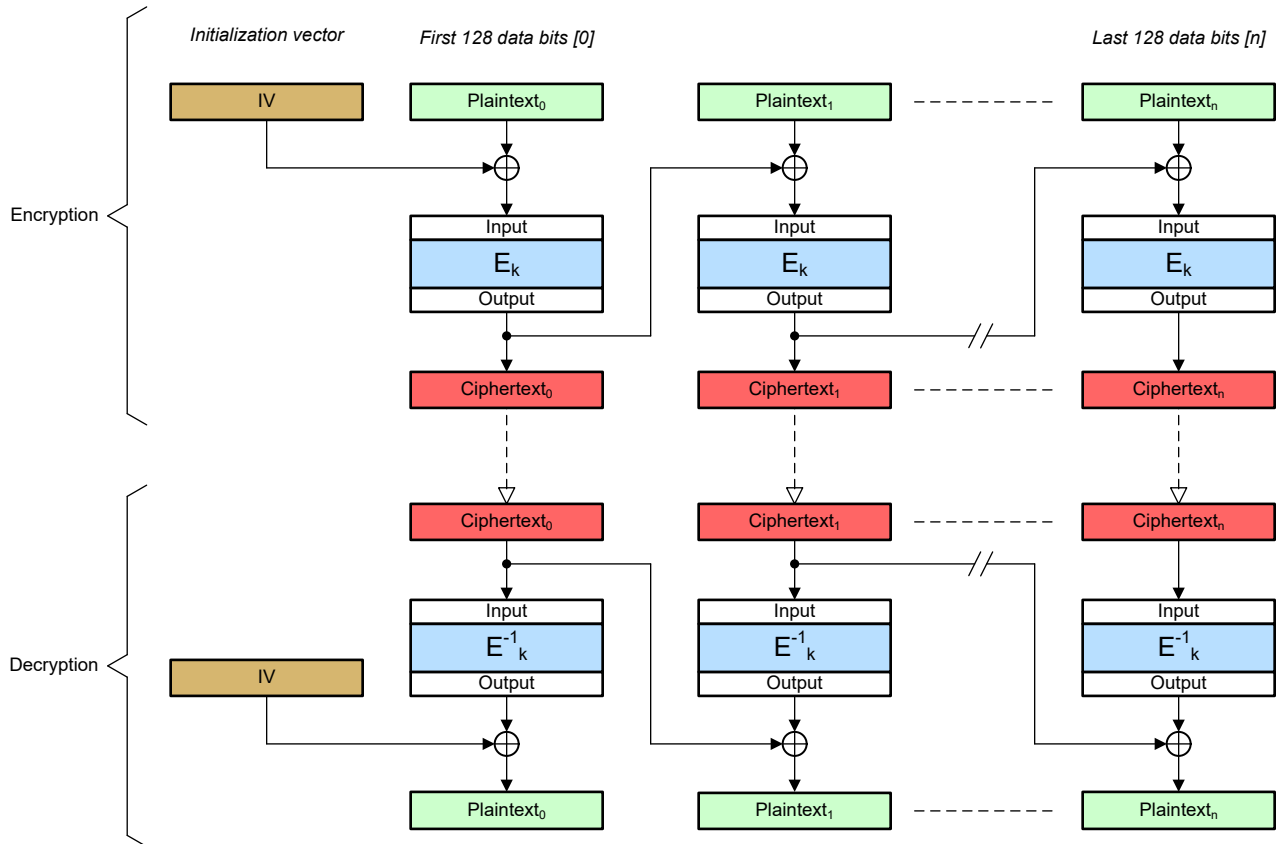 Initialization vector
First 128 data bits [0]
Last 128 data bits [n]
IV
Plaintext₀
Plaintext₁
Plaintextₙ
Encryption
Input
Input
Input
Eₖ
Eₖ
Eₖ
Output
Output
Output
Ciphertext₀
Ciphertext₁
Ciphertextₙ
Ciphertext₀
Ciphertext₁
Ciphertextₙ
Decryption
Input
Input
Input
E⁻¹ₖ
E⁻¹ₖ
E⁻¹ₖ
IV
Output
Output
Output
Plaintext₀
Plaintext₁
Plaintextₙ